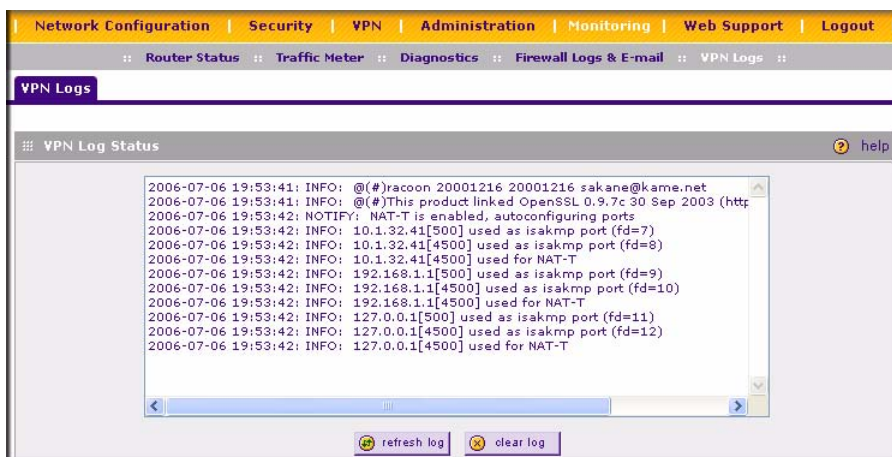 Network Configuration | Security | VPN | Administration | Monitoring | Web Support | Logout
:: Router Status :: Traffic Meter :: Diagnostics :: Firewall Logs & E-mail :: VPN Logs ::
VPN Logs
VPN Log Status
? help
2006-07-06 19:53:41: INFO: @(#)racoon 20001216 20001216 sakane@kame.net
2006-07-06 19:53:41: INFO: @(#)This product linked OpenSSL 0.9.7c 30 Sep 2003 (http
2006-07-06 19:53:42: NOTIFY: NAT-T is enabled, autoconfiguring ports
2006-07-06 19:53:42: INFO: 10.1.32.41[500] used as isakmp port (fd=7)
2006-07-06 19:53:42: INFO: 10.1.32.41[4500] used as isakmp port (fd=8)
2006-07-06 19:53:42: INFO: 10.1.32.41[4500] used for NAT-T
2006-07-06 19:53:42: INFO: 192.168.1.1[500] used as isakmp port (fd=9)
2006-07-06 19:53:42: INFO: 192.168.1.1[4500] used as isakmp port (fd=10)
2006-07-06 19:53:42: INFO: 192.168.1.1[4500] used for NAT-T
2006-07-06 19:53:42: INFO: 127.0.0.1[500] used as isakmp port (fd=11)
2006-07-06 19:53:42: INFO: 127.0.0.1[4500] used as isakmp port (fd=12)
2006-07-06 19:53:42: INFO: 127.0.0.1[4500] used for NAT-T
refresh log
clear log